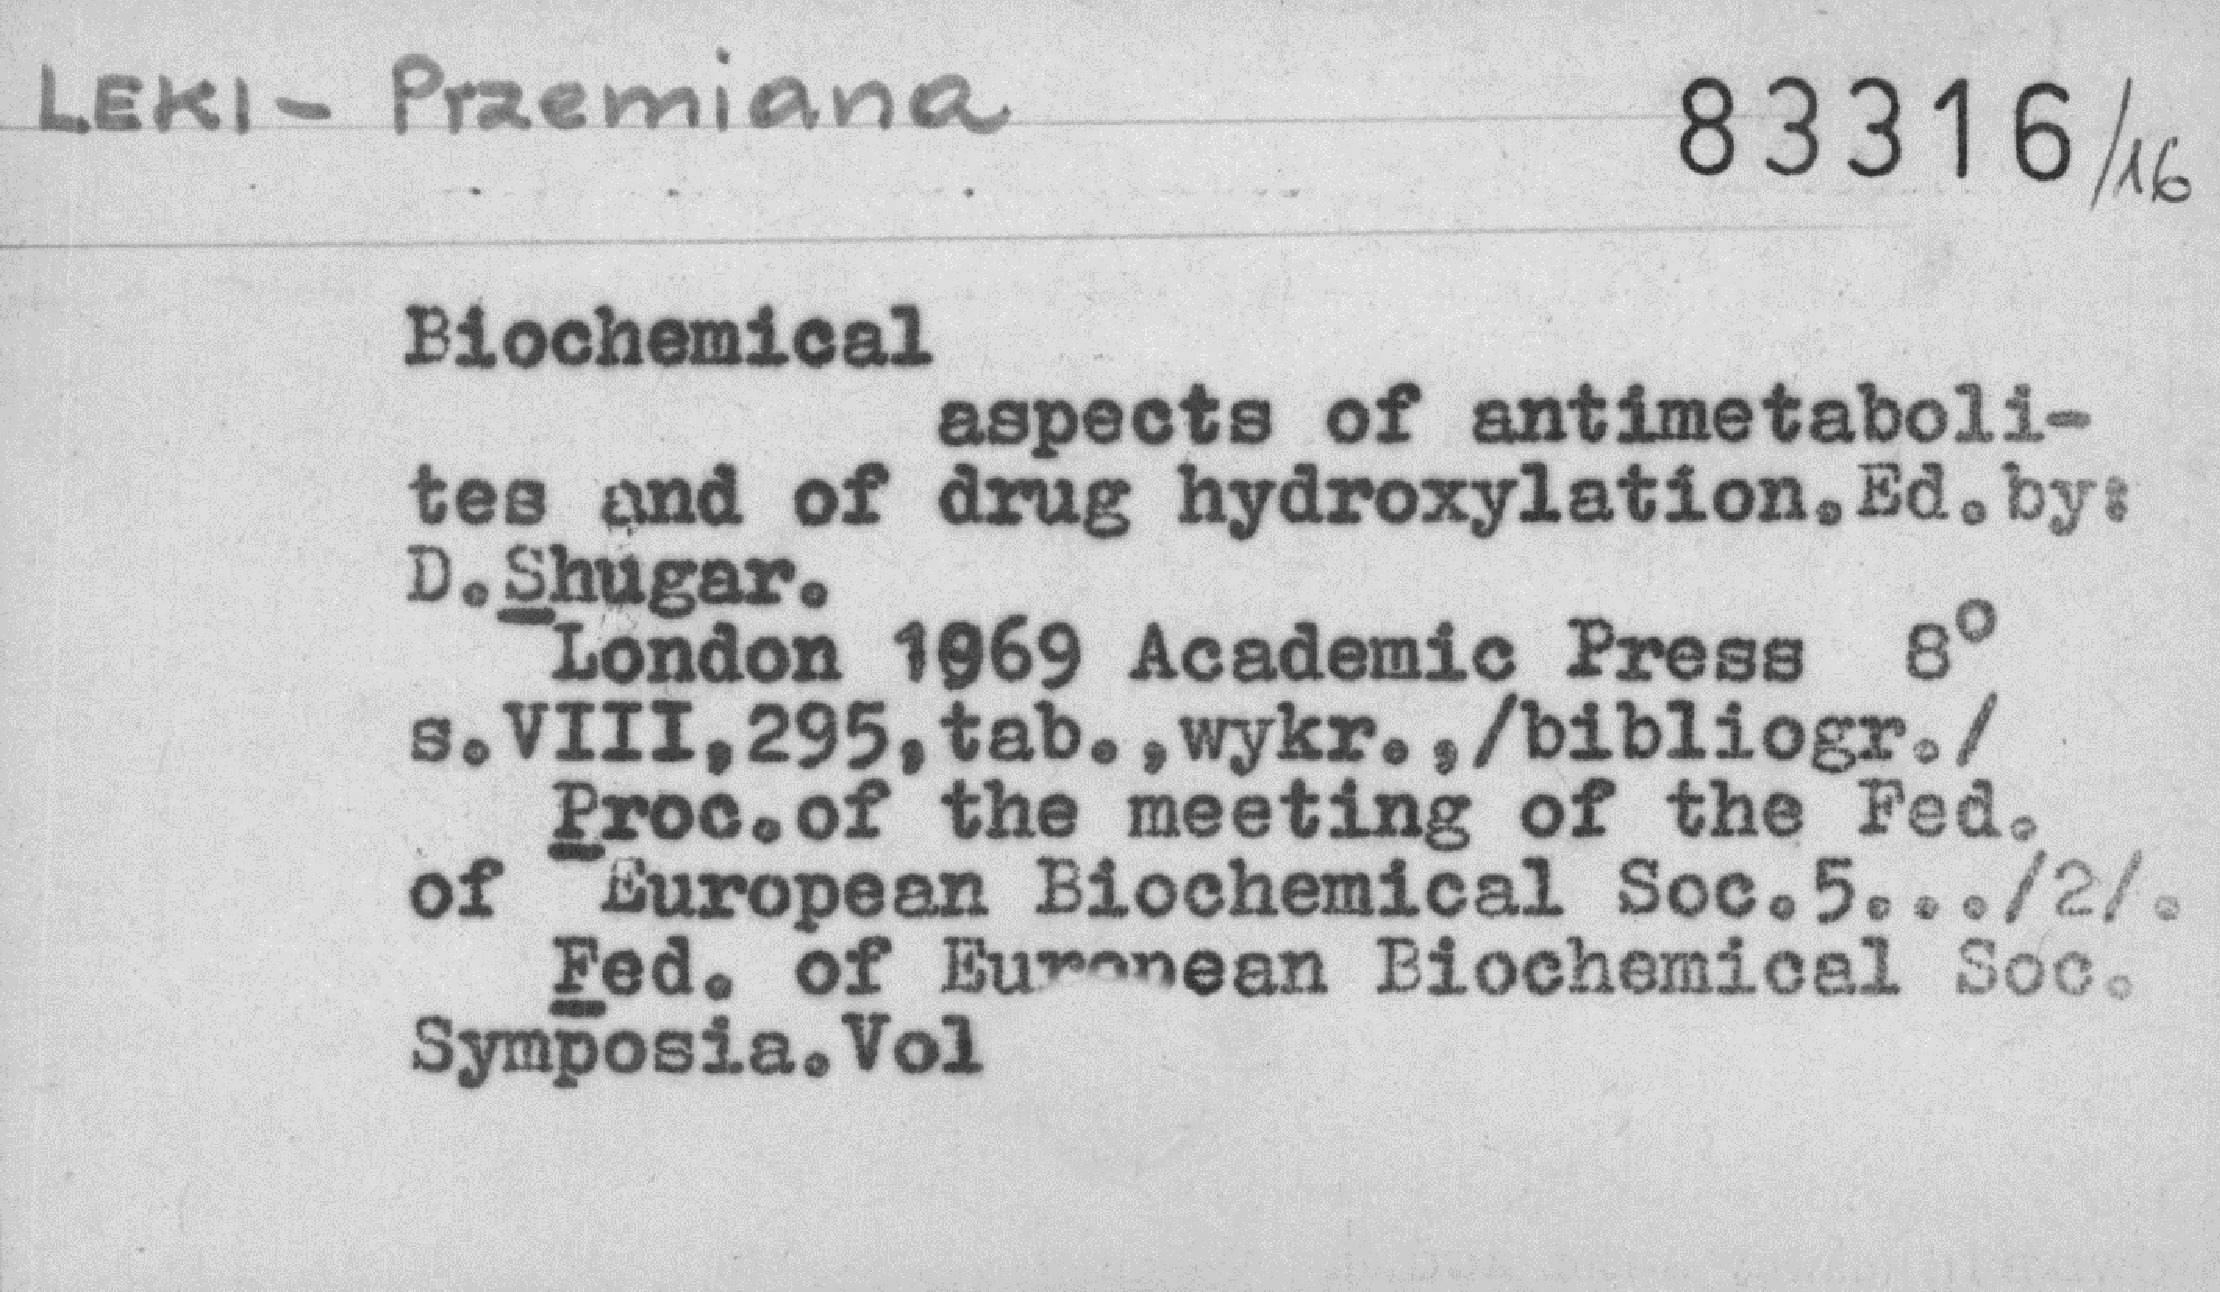 LEKI - Przemiana
83316/16
Biochemical
aspects of antimetaboli-
tes and of drug hydroxylation.Ed.by:
D.Shugar.
London 1969 Academic Press 8°
s.VIII,295,tab.,wykr.,/bibliogr./
Proc.of the meeting of the Fed.
of European Biochemical Soc.5.../2/.
Fed. of European Biochemical Soc.
Symposia.Vol